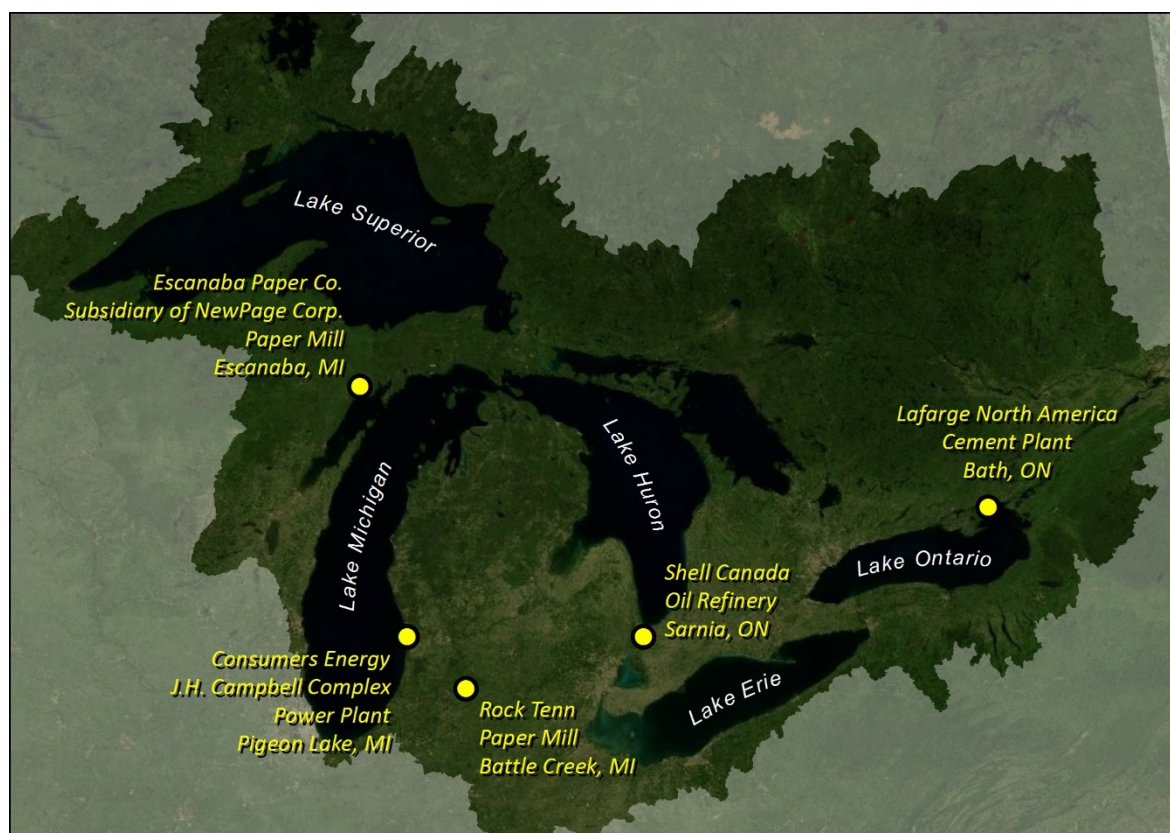 Lake Superior
Escanaba Paper Co.
Subsidiary of NewPage Corp.
Paper Mill
Escanaba, MI
Lafarge North America
Cement Plant
Bath, ON
Lake Huron
Lake Michigan
Lake Ontario
Shell Canada
Oil Refinery
Sarnia, ON
Consumers Energy
J.H. Campbell Complex
Power Plant
Pigeon Lake, MI
Lake Erie
Rock Tenn
Paper Mill
Battle Creek, MI